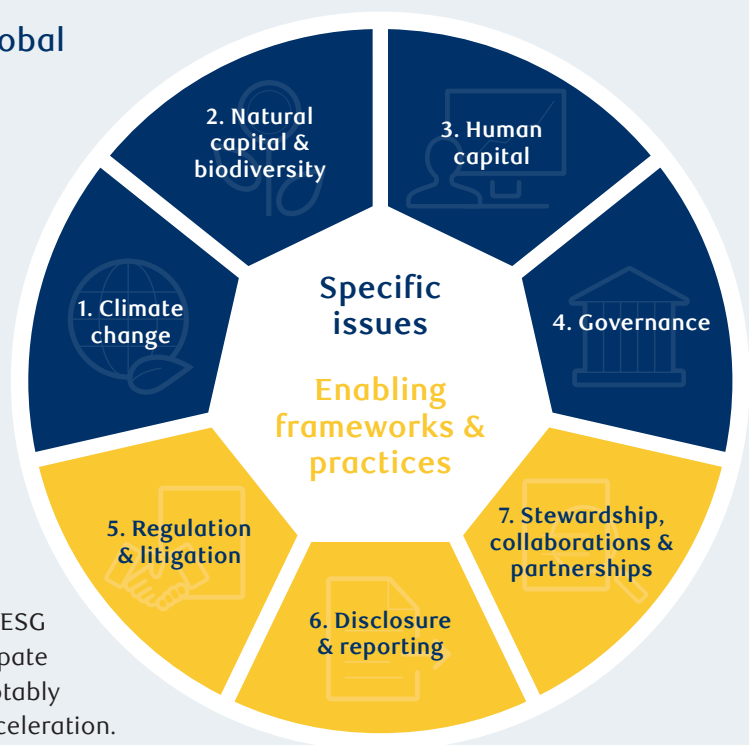 obal
2. Natural
capital &
biodiversity
3. Human
capital
1. Climate
change
Specific
issues
4. Governance
Enabling
frameworks &
practices
5. Regulation
& litigation
7. Stewardship,
collaborations &
partnerships
6. Disclosure
& reporting
ESG
pate
tably
celeration.